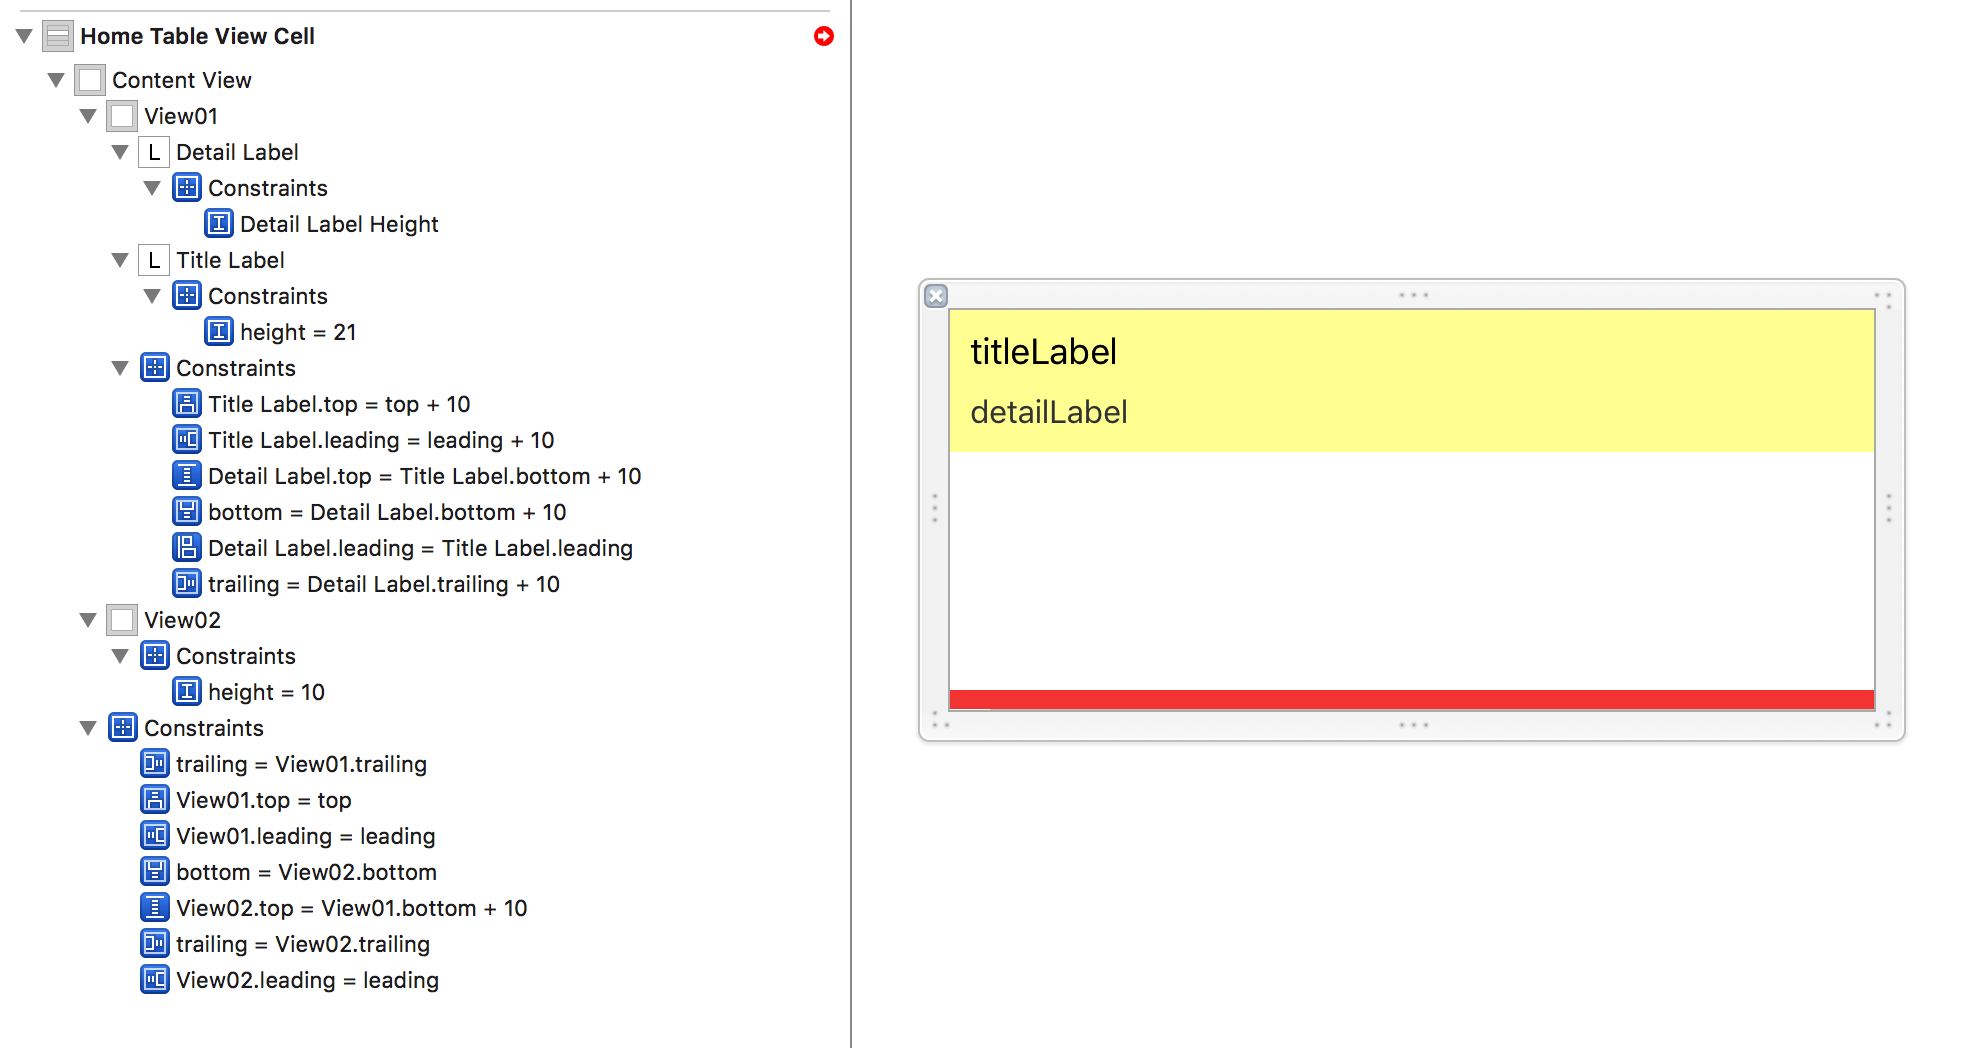 Home Table View Cell
Content View
View01
L Detail Label
Constraints
Detail Label Height
L Title Label
Constraints
height = 21
Constraints
Title Label.top = top + 10
Title Label.leading = leading + 10
Detail Label.top = Title Label.bottom + 10
bottom = Detail Label.bottom + 10
Detail Label.leading = Title Label.leading
trailing = Detail Label.trailing + 10
View02
Constraints
height = 10
Constraints
trailing = View01.trailing
View01.top = top
View01.leading = leading
bottom = View02.bottom
View02.top = View01.bottom + 10
trailing = View02.trailing
View02.leading = leading
titleLabel
detailLabel